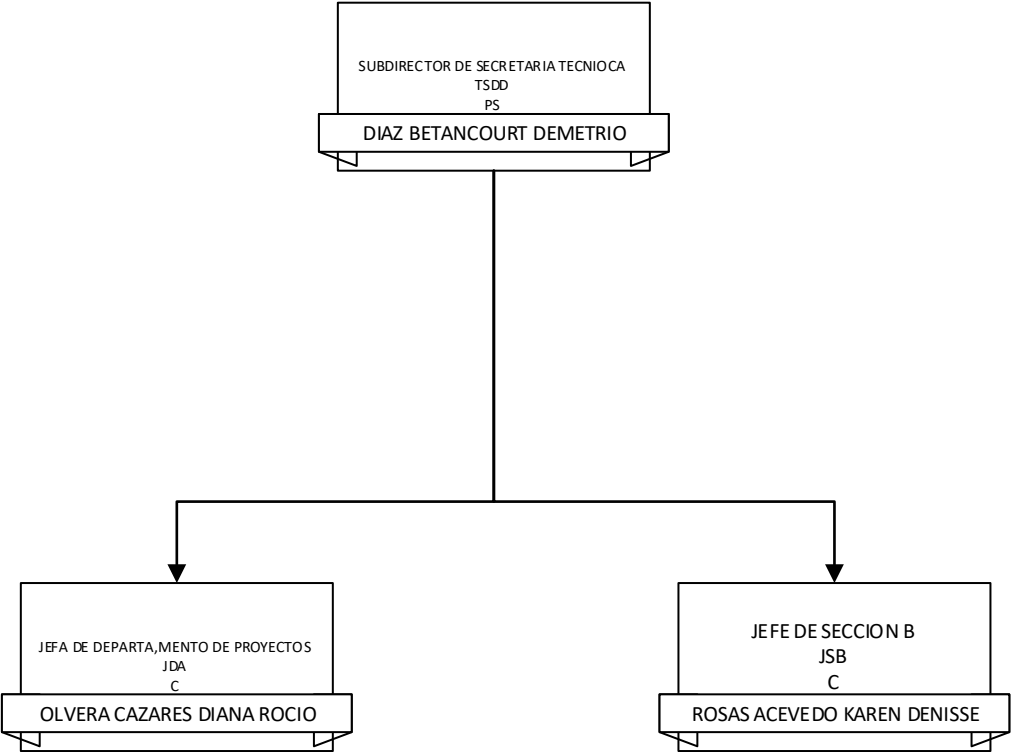 SUBDIRECTOR DE SECRETARIA TECNIOCA
TSDD
PS
DIAZ BETANCOURT DEMETRIO
JEFA DE DEPARTA,MENTO DE PROYECTOS
JDA
C
OLVERA CAZARES DIANA ROCIO
JEFE DE SECCION B
JSB
C
ROSAS ACEVEDO KAREN DENISSE